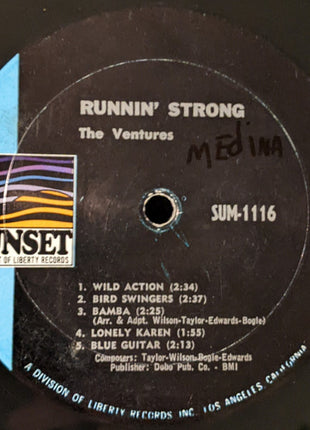 RUNNIN' STRONG
The Ventures
MEdiNA
SUM-1116
NSET
OF LIBERTY RECORDS
1. WILD ACTION (2:34)
2. BIRD SWINGERS (2:37)
3. BAMBA (2:25)
(Arr. & Adpt. Wilson-Taylor-Edwards-Bogle)
4. LONELY KAREN (1:55)
5. BLUE GUITAR (2:13)
Composers: Taylor-Wilson-Bogle-Edwards
Publisher: Dobo Pub. Co. - BMI
A DIVISION OF LIBERTY RECORDS INC. LOS ANGELES, CALIFORNIA